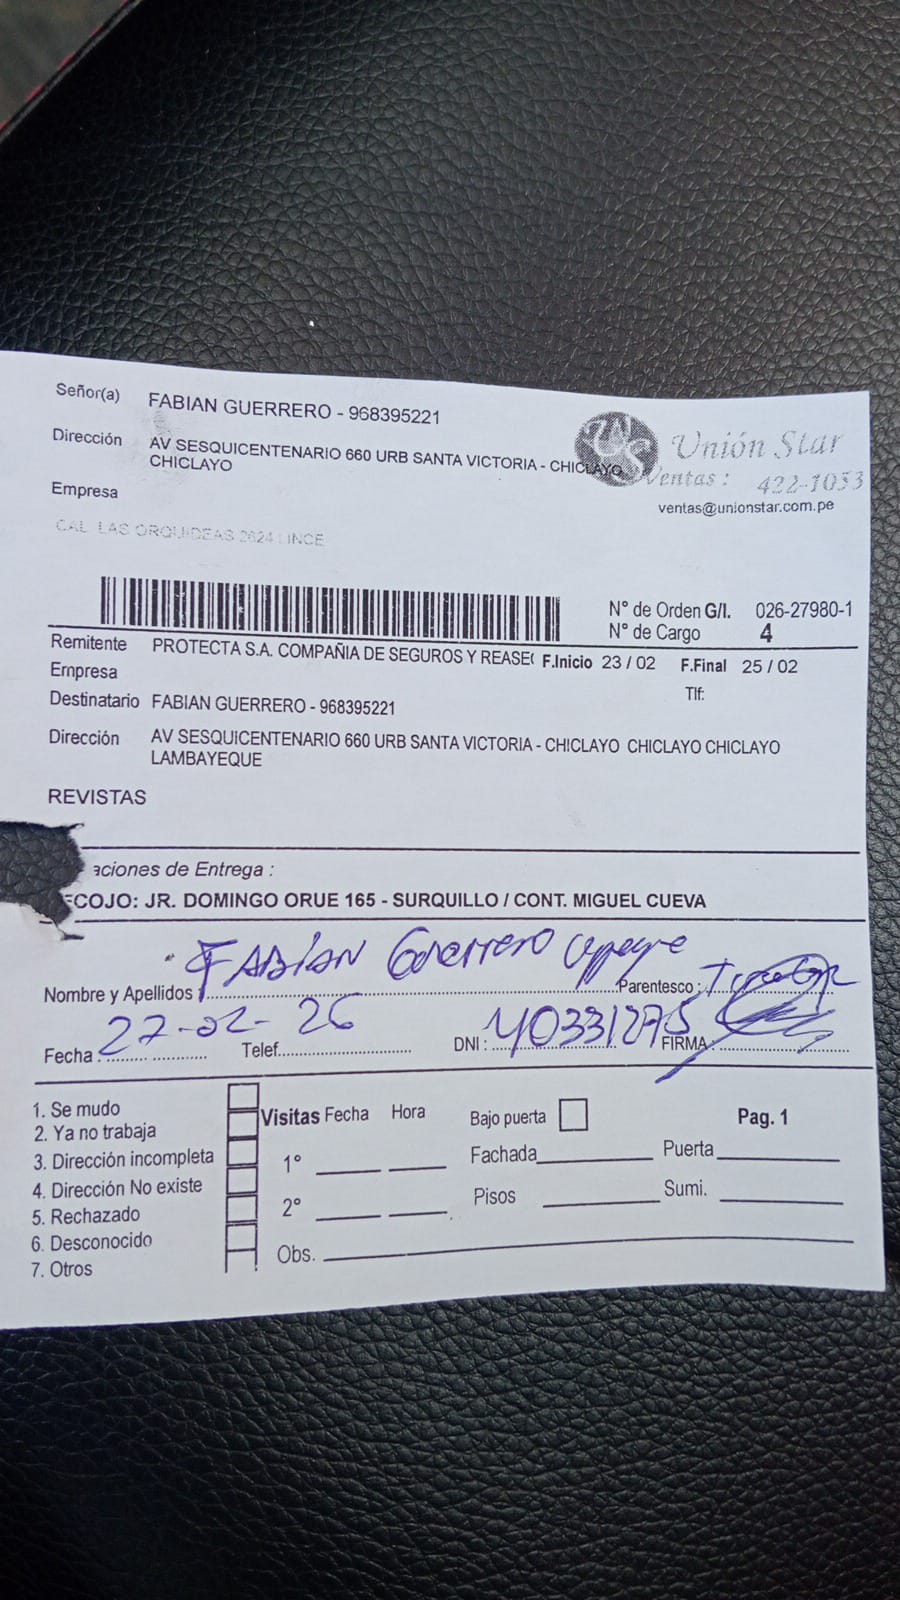 Señor(a) FABIAN GUERRERO - 968395221
Dirección AV SESQUICENTENARIO 660 URB SANTA VICTORIA - CHICLAYO
CHICLAYO
Empresa
CAL LAS ORQUIDEAS 2624 LINCE
Unión Star
Ventas : 422-1053
ventas@unionstar.com.pe
N° de Orden G/I. 026-27980-1
N° de Cargo 4
Remitente PROTECTA S.A. COMPAÑIA DE SEGUROS Y REASE F.Inicio 23 / 02 F.Final 25 / 02
Empresa Tlf:
Destinatario FABIAN GUERRERO - 968395221
Dirección AV SESQUICENTENARIO 660 URB SANTA VICTORIA - CHICLAYO CHICLAYO CHICLAYO
LAMBAYEQUE
REVISTAS
aciones de Entrega :
ECOJO: JR. DOMINGO ORUE 165 - SURQUILLO / CONT. MIGUEL CUEVA
Nombre y Apellidos FABIAN Guerrero Parentesco :
Fecha : 27-02-26 Telef. DNI : 40331275 FIRMA
1. Se mudo
2. Ya no trabaja
3. Dirección incompleta
4. Dirección No existe
5. Rechazado
6. Desconocido
7. Otros
Visitas Fecha Hora
1°
2°
Obs.
Bajo puerta
Fachada
Pisos
Pag. 1
Puerta
Sumi.